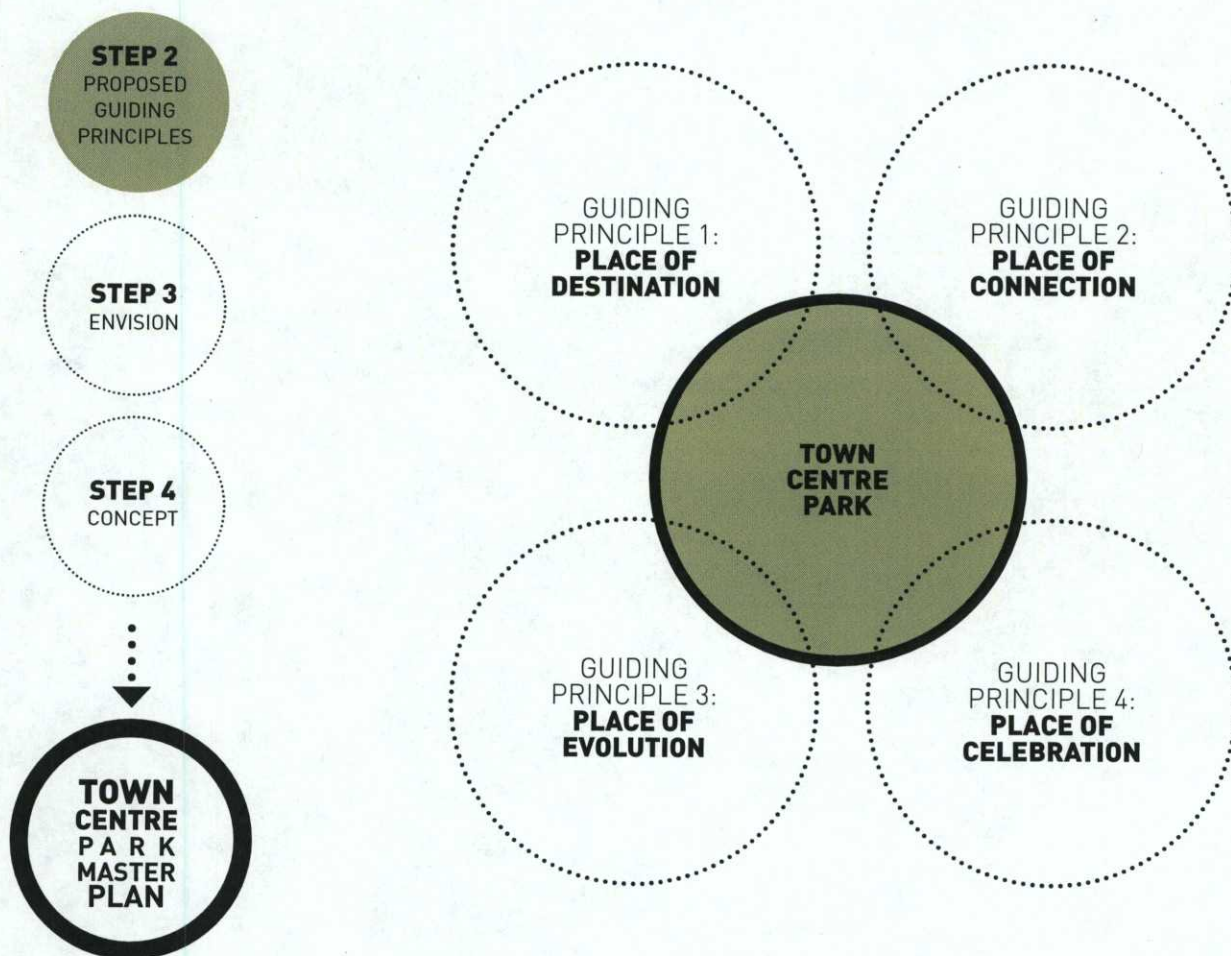 STEP 2
PROPOSED
GUIDING
PRINCIPLES
STEP 3
ENVISION
STEP 4
CONCEPT
TOWN
CENTRE
PARK
MASTER
PLAN
GUIDING
PRINCIPLE 1:
PLACE OF
DESTINATION
GUIDING
PRINCIPLE 2:
PLACE OF
CONNECTION
TOWN
CENTRE
PARK
GUIDING
PRINCIPLE 3:
PLACE OF
EVOLUTION
GUIDING
PRINCIPLE 4:
PLACE OF
CELEBRATION